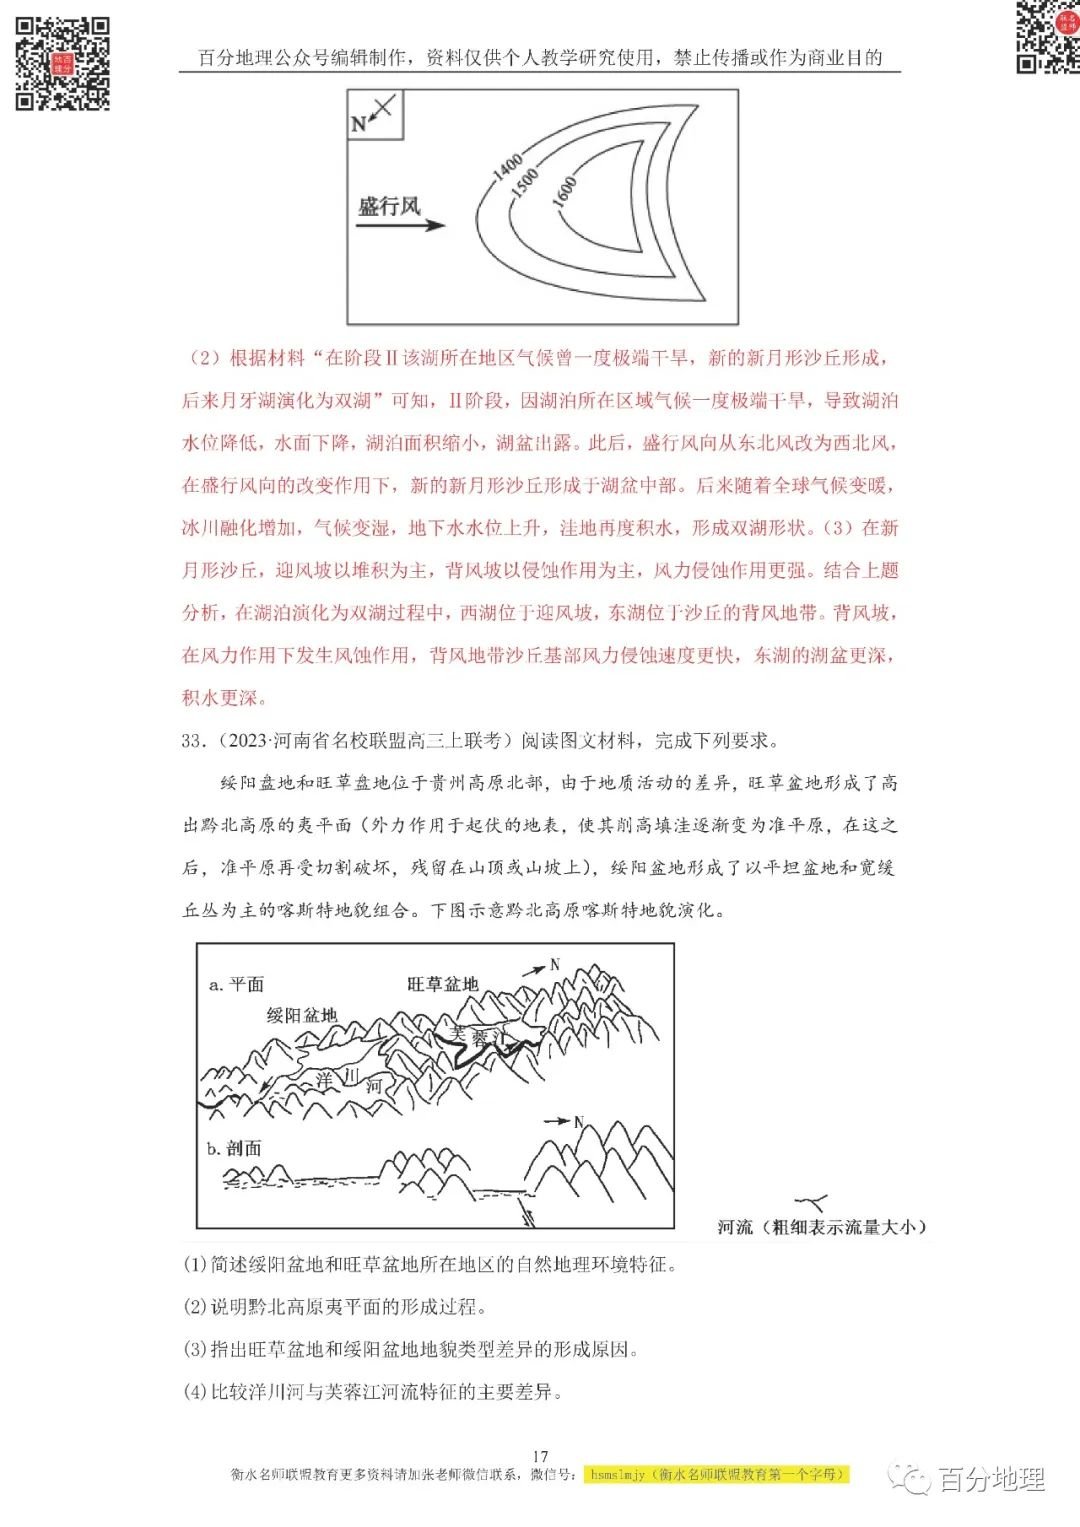 百分地理公众号编辑制作，资料仅供个人教学研究使用，禁止传播或作为商业目的
N
盛行风
1400
1500
1600
（2）根据材料“在阶段Ⅱ该湖所在地区气候曾一度极端干旱，新的新月形沙丘形成，
后来月牙湖演化为双湖”可知，Ⅱ阶段，因湖泊所在区域气候一度极端干旱，导致湖泊
水位降低，水面下降，湖泊面积缩小，湖盆出露。此后，盛行风向从东北风改为西北风，
在盛行风向的改变作用下，新的新月形沙丘形成于湖盆中部。后来随着全球气候变暖，
冰川融化增加，气候变湿，地下水水位上升，洼地再度积水，形成双湖形状。（3）在新
月形沙丘，迎风坡以堆积为主，背风坡以侵蚀作用为主，风力侵蚀作用更强。结合上题
分析，在湖泊演化为双湖过程中，西湖位于迎风坡，东湖位于沙丘的背风地带。背风坡，
在风力作用下发生风蚀作用，背风地带沙丘基部风力侵蚀速度更快，东湖的湖盆更深，
积水更深。
33．（2023·河南省名校联盟高三上联考）阅读图文材料，完成下列要求。
绥阳盘地和旺草盘地位于贵州高原北部，由于地质活动的差异，旺草盆地形成了高
出黔北高原的夷平面（外力作用于起伏的地表，使其削高填洼逐渐变为准平原，在这之
后，准平原再受切割破坏，残留在山顶或山坡上），绥阳盆地形成了以平坦盆地和宽缓
丘丛为主的喀斯特地貌组合。下图示意黔北高原喀斯特地貌演化。
a.平面
旺草盆地
N
绥阳盆地
芙蓉江
洋川河
b.剖面
N
河流（粗细表示流量大小）
(1)简述绥阳盆地和旺草盆地所在地区的自然地理环境特征。
(2)说明黔北高原夷平面的形成过程。
(3)指出旺草盆地和绥阳盆地地貌类型差异的形成原因。
(4)比较洋川河与芙蓉江河流特征的主要差异。
17
衡水名师联盟教育更多资料请加张老师微信联系，微信号：hsmslmjy（衡水名师联盟教育第一个字母）
百分地理